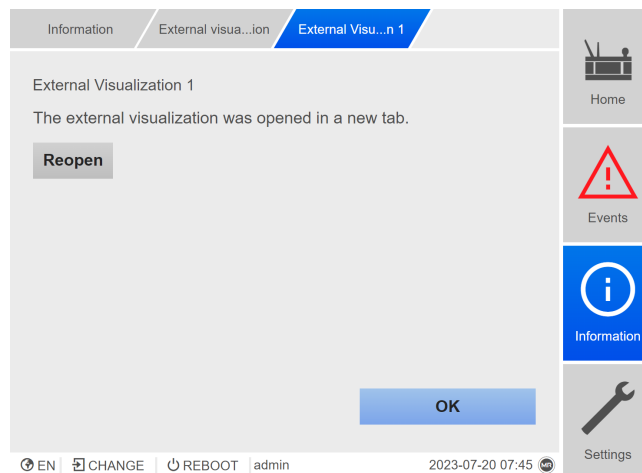 Information External visua...ion External Visu...n 1
External Visualization 1
The external visualization was opened in a new tab.
Reopen
OK
Home
Events
Information
Settings
EN CHANGE REBOOT admin 2023-07-20 07:45 MR